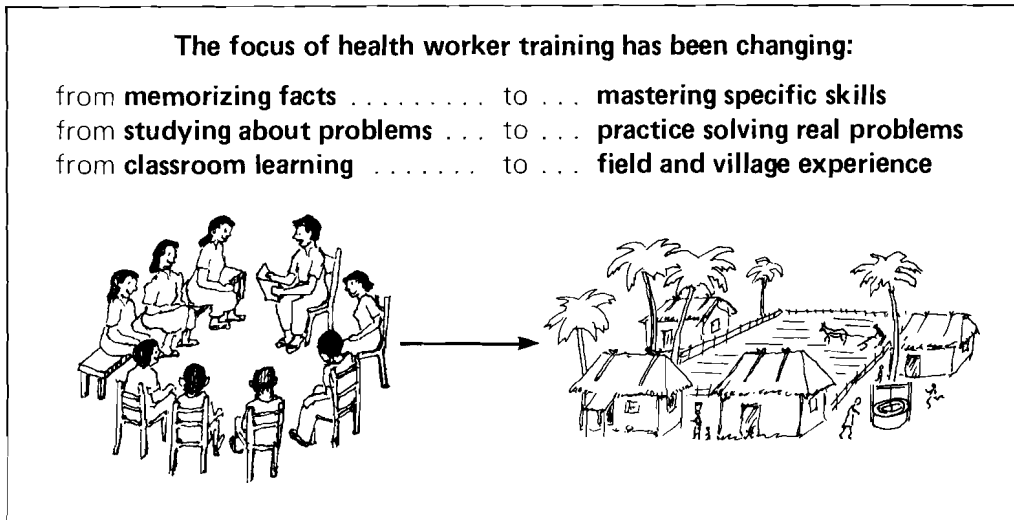 The focus of health worker training has been changing:
from memorizing facts . . . . . . . . . to . . . mastering specific skills
from studying about problems . . . to . . . practice solving real problems
from classroom learning . . . . . . . to . . . field and village experience